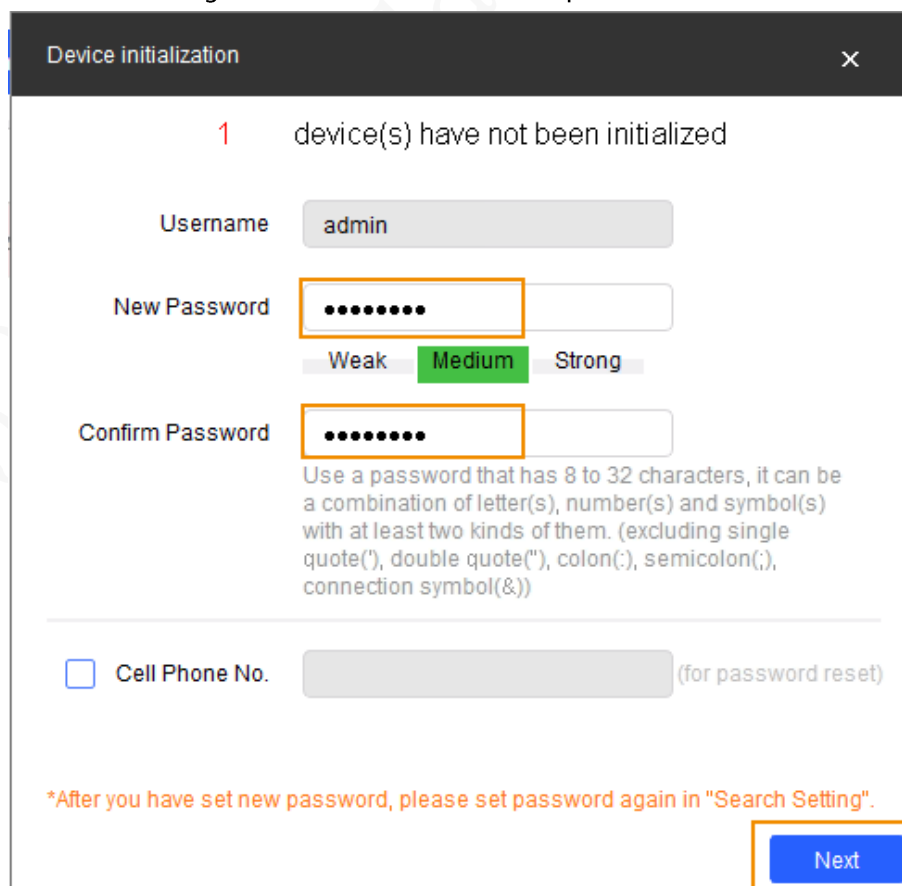 Device initialization
1 device(s) have not been initialized
Username admin
New Password ••••••••
Weak Medium Strong
Confirm Password ••••••••
Use a password that has 8 to 32 characters, it can be
a combination of letter(s), number(s) and symbol(s)
with at least two kinds of them. (excluding single
quote('), double quote("), colon(:), semicolon(;),
connection symbol(&))
Cell Phone No. (for password reset)
*After you have set new password, please set password again in "Search Setting".
Next